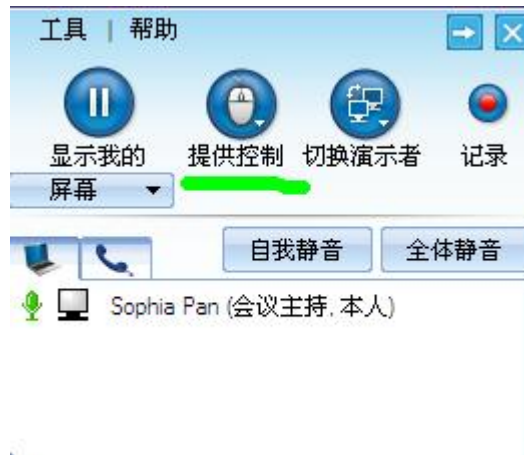 工具 | 帮助
显示我的 提供控制 切换演示者 记录
屏幕
自我静音 全体静音
Sophia Pan (会议主持, 本人)